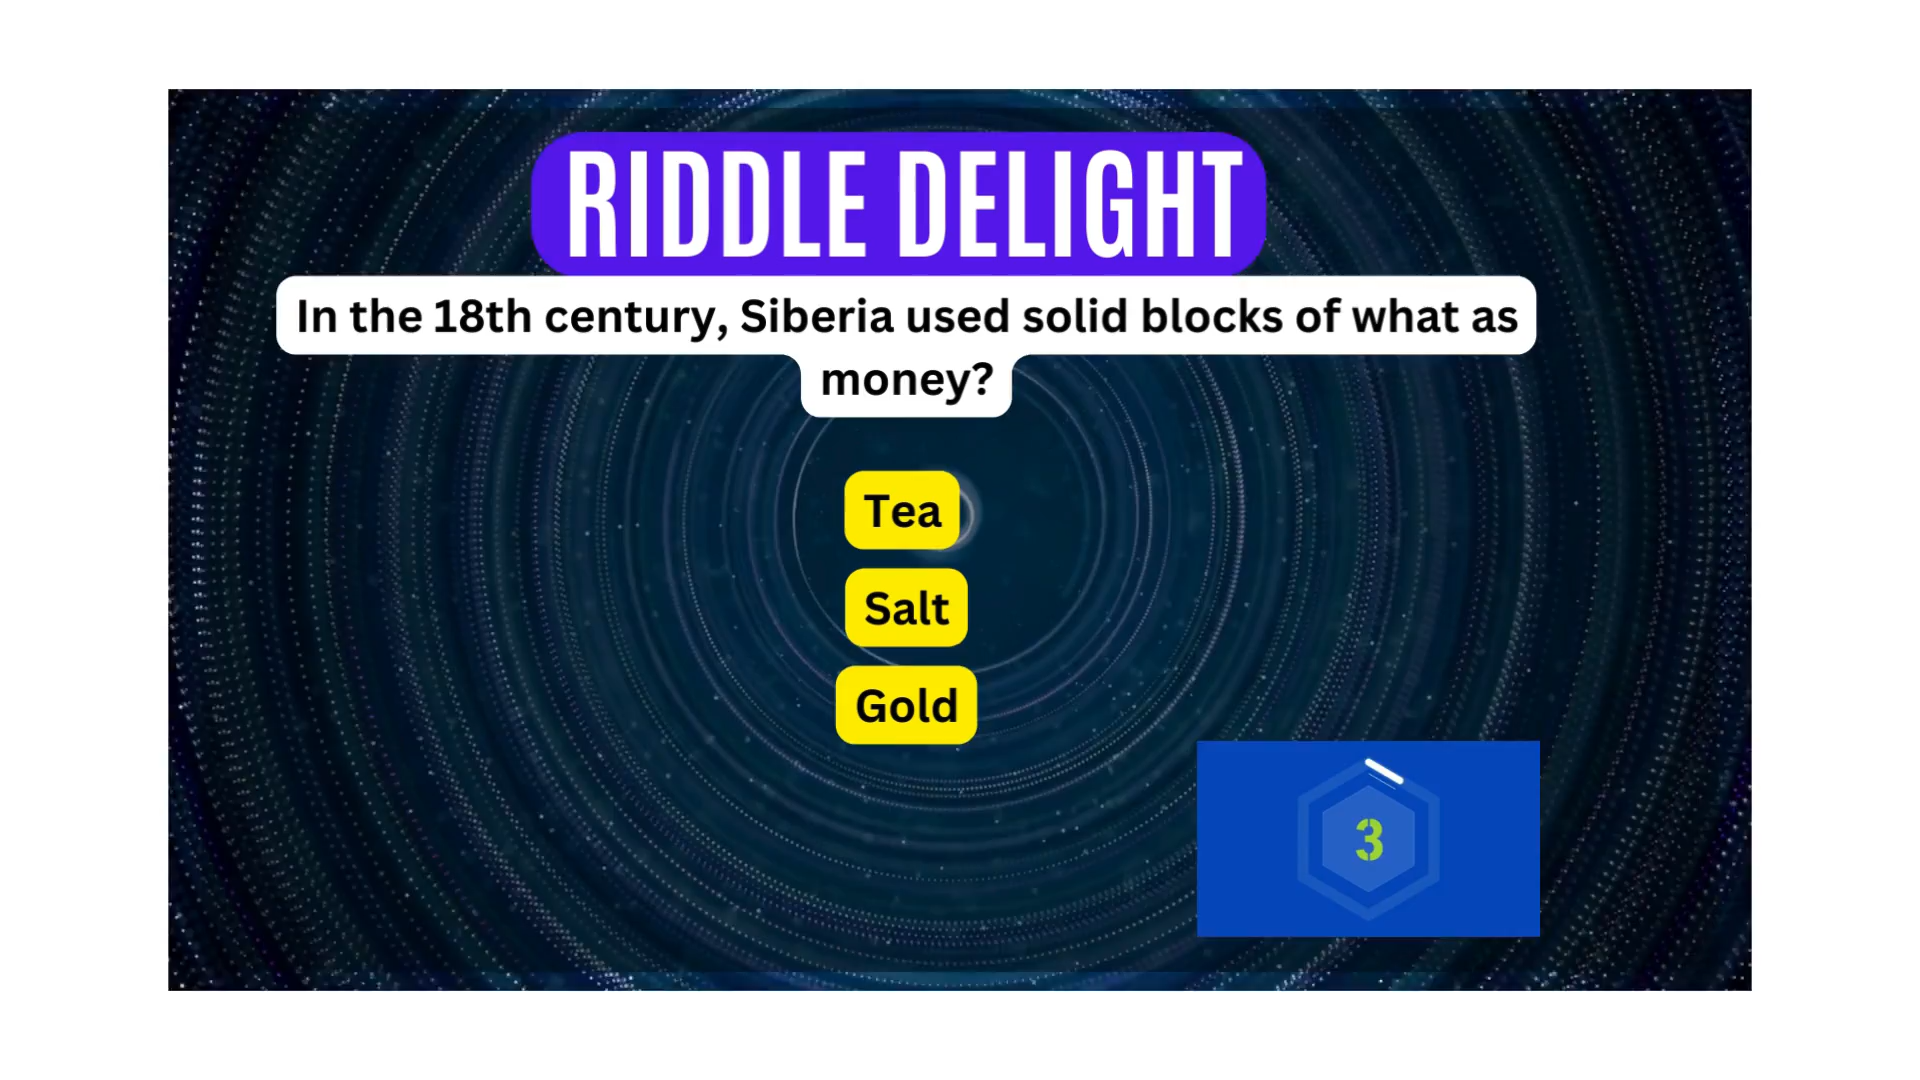 RIDDLE DELIGHT
In the 18th century, Siberia used solid blocks of what as
money?
Tea
Salt
Gold
3